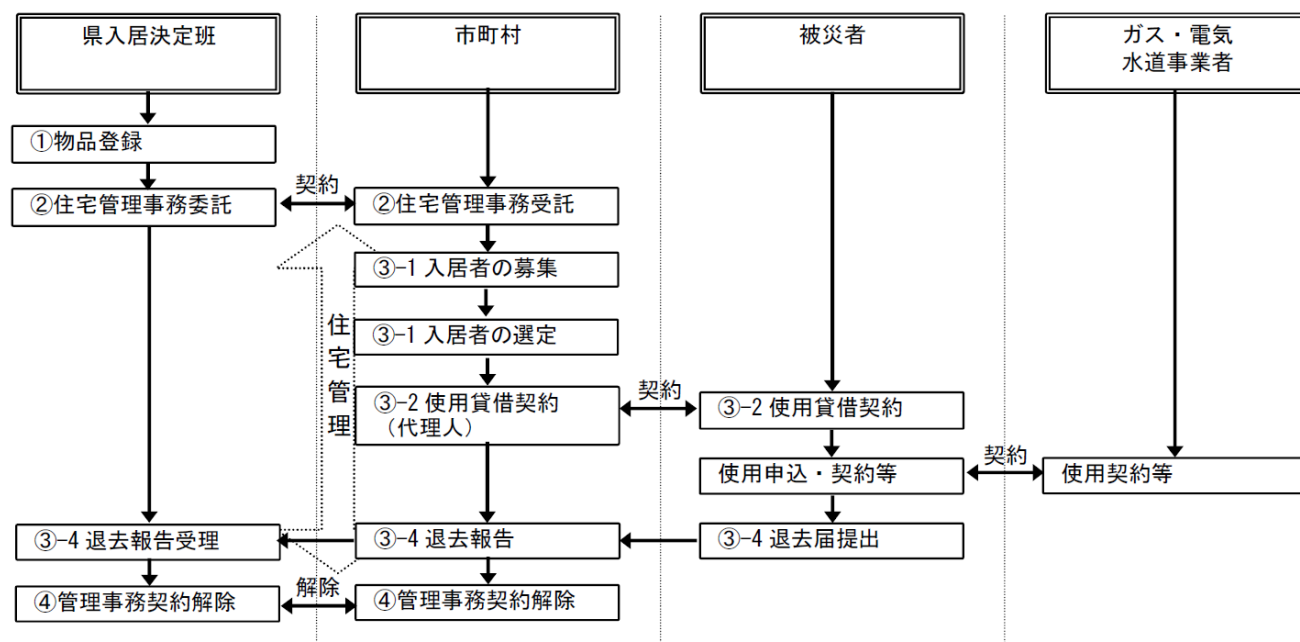 県入居決定班
市町村
被災者
ガス・電気
水道事業者
①物品登録
②住宅管理事務委託
契約
②住宅管理事務受託
③-1 入居者の募集
③-1 入居者の選定
住宅管理
③-2 使用貸借契約
（代理人）
契約
③-2 使用貸借契約
使用申込・契約等
契約
使用契約等
③-4 退去報告受理
③-4 退去報告
③-4 退去届提出
④管理事務契約解除
解除
④管理事務契約解除